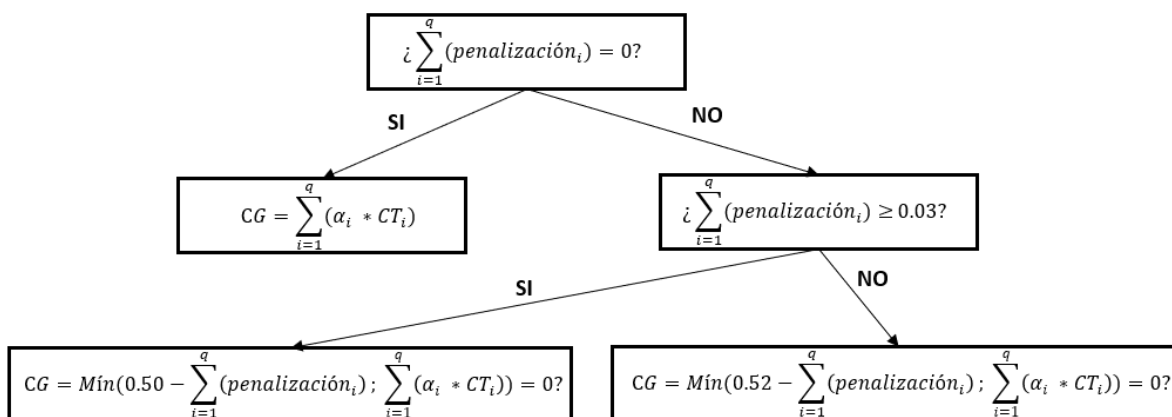 ¿ ∑_{i=1}^{q} (penalización_i) = 0?
SI
NO
CG = ∑_{i=1}^{q} (α_i * CT_i)
¿ ∑_{i=1}^{q} (penalización_i) ≥ 0.03?
SI
NO
CG = Mín(0.50 − ∑_{i=1}^{q} (penalización_i) ; ∑_{i=1}^{q} (α_i * CT_i)) = 0?
CG = Mín(0.52 − ∑_{i=1}^{q} (penalización_i) ; ∑_{i=1}^{q} (α_i * CT_i)) = 0?